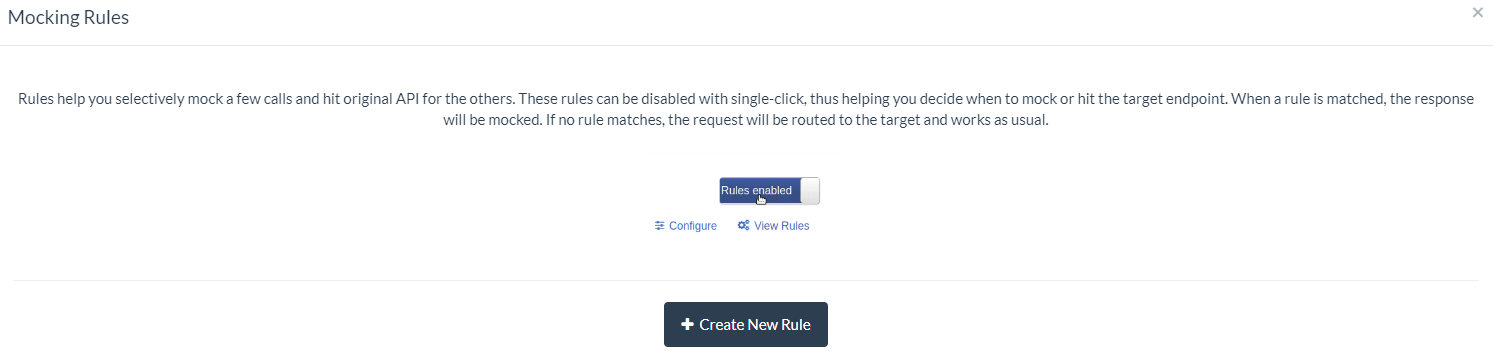 Mocking Rules
Rules help you selectively mock a few calls and hit original API for the others. These rules can be disabled with single-click, thus helping you decide when to mock or hit the target endpoint. When a rule is matched, the response
will be mocked. If no rule matches, the request will be routed to the target and works as usual.
Rules enabled
Configure View Rules
Create New Rule